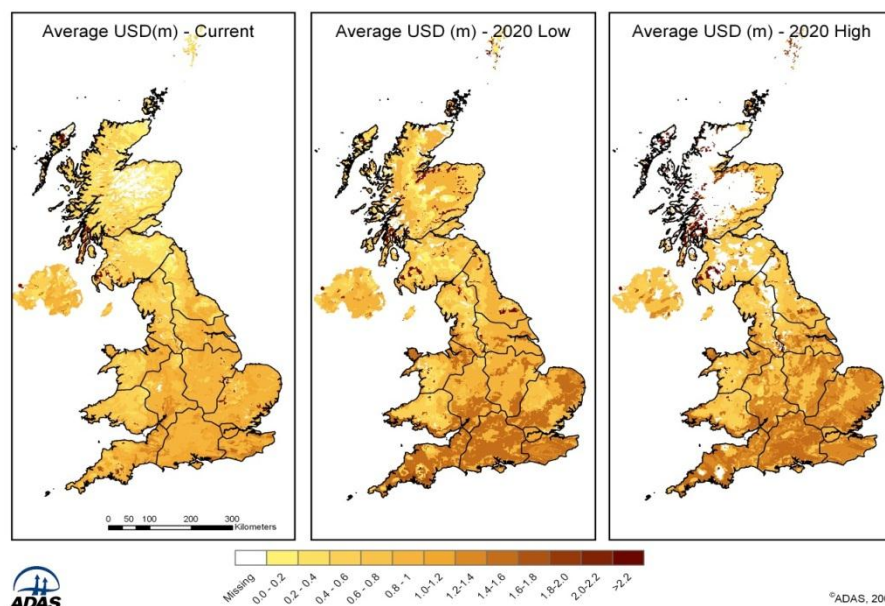 Average USD(m) - Current
Average USD (m) - 2020 Low
Average USD (m) - 2020 High
0 50 100 200 300
Kilometers
Missing
0.0 - 0.2
0.2 - 0.4
0.4 - 0.6
0.6 - 0.8
0.8 - 1
1.0-1.2
1.2-1.4
1.4-1.6
1.6-1.8
1.8-2.0
2.0-2.2
>2.2
ADAS
©ADAS, 200